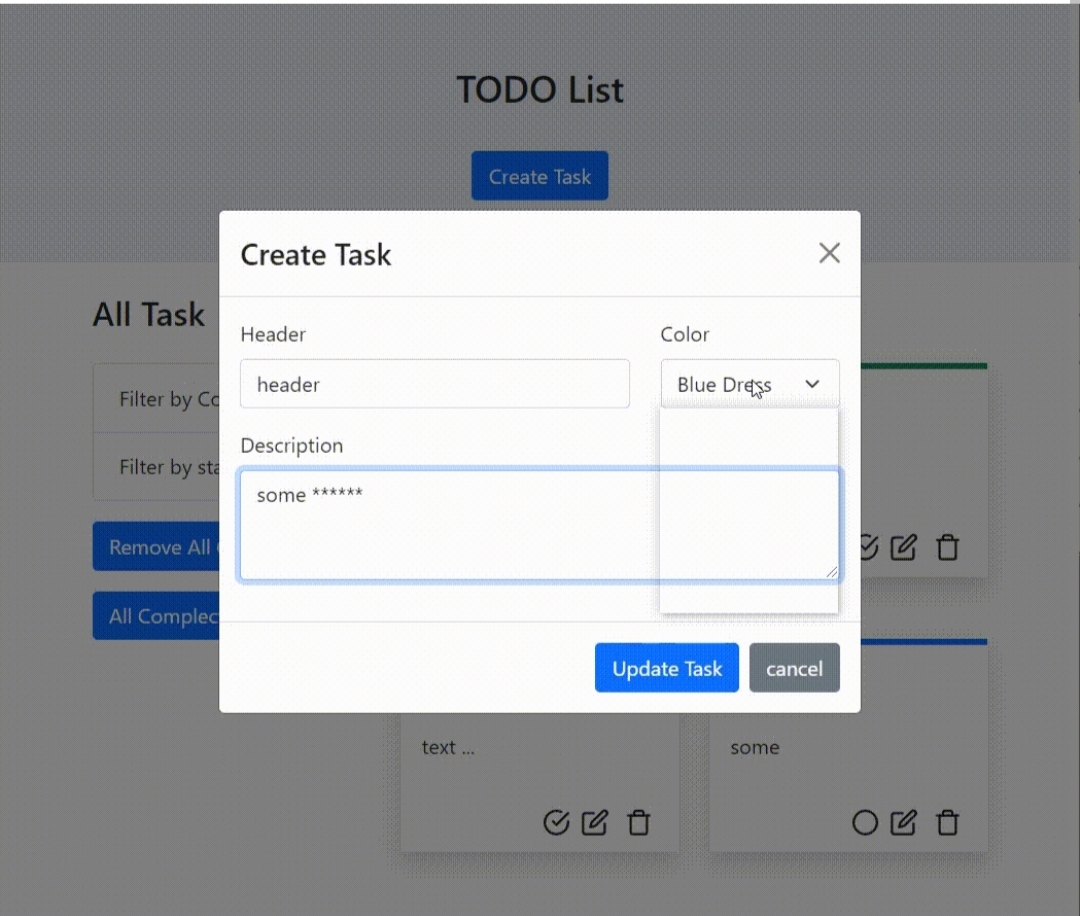 TODO List
Create Task
Create Task
All Task
Header
Color
header
Blue Dress
Filter by Co
Description
Filter by sta
some ******
Remove All
All Complec
Update Task
cancel
text ...
some